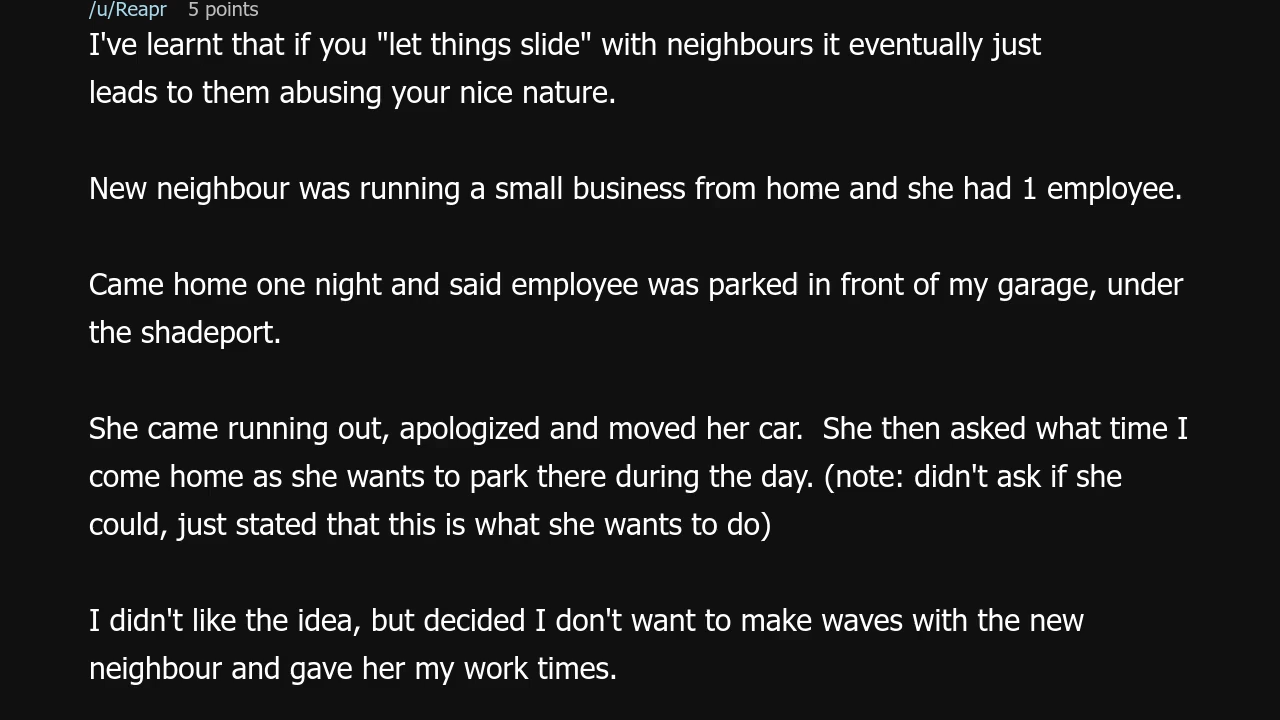 /u/Reapr 5 points
I've learnt that if you "let things slide" with neighbours it eventually just
leads to them abusing your nice nature.
New neighbour was running a small business from home and she had 1 employee.
Came home one night and said employee was parked in front of my garage, under
the shadeport.
She came running out, apologized and moved her car.  She then asked what time I
come home as she wants to park there during the day. (note: didn't ask if she
could, just stated that this is what she wants to do)
I didn't like the idea, but decided I don't want to make waves with the new
neighbour and gave her my work times.